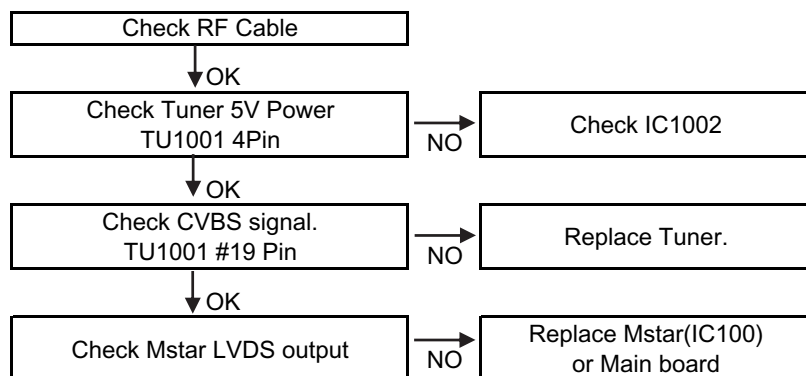 Check RF Cable
OK
Check Tuner 5V Power
TU1001 4Pin
NO
Check IC1002
OK
Check CVBS signal.
TU1001 #19 Pin
NO
Replace Tuner.
OK
Check Mstar LVDS output
NO
Replace Mstar(IC100)
or Main board